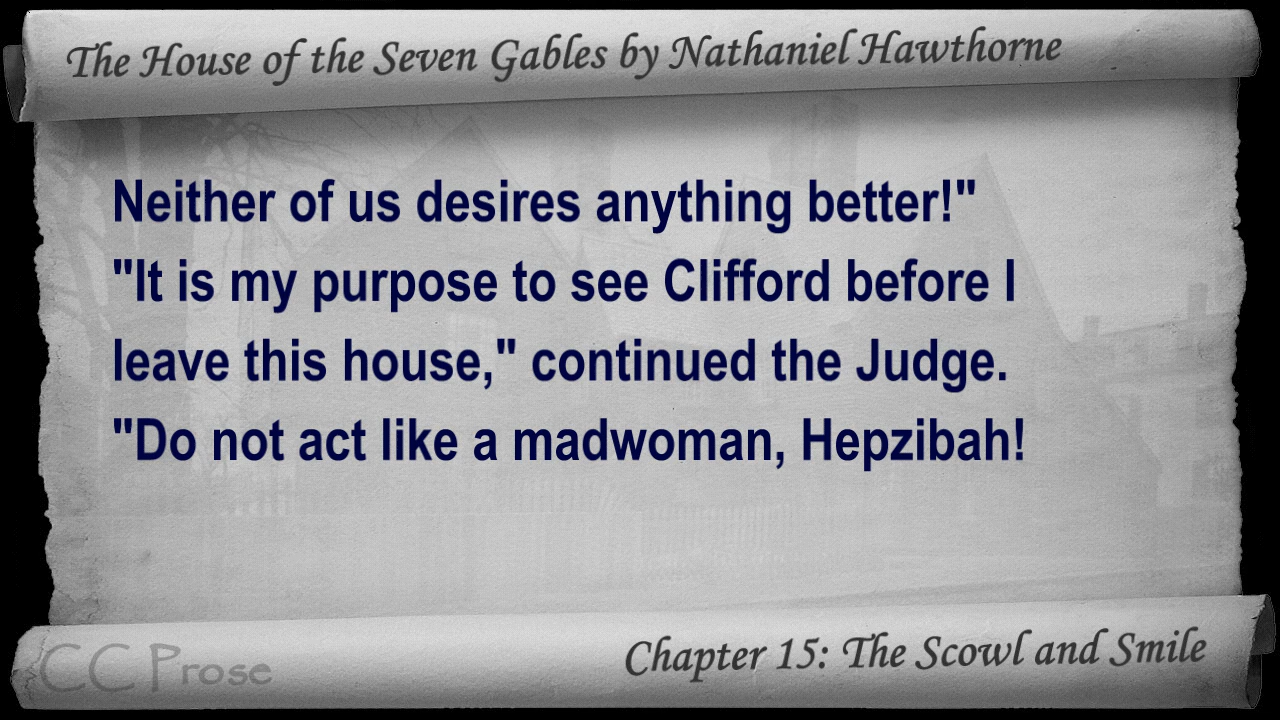 The House of the Seven Gables by Nathaniel Hawthorne
Neither of us desires anything better!"
"It is my purpose to see Clifford before I
leave this house," continued the Judge.
"Do not act like a madwoman, Hepzibah!
CC Prose
Chapter 15: The Scowl and Smile